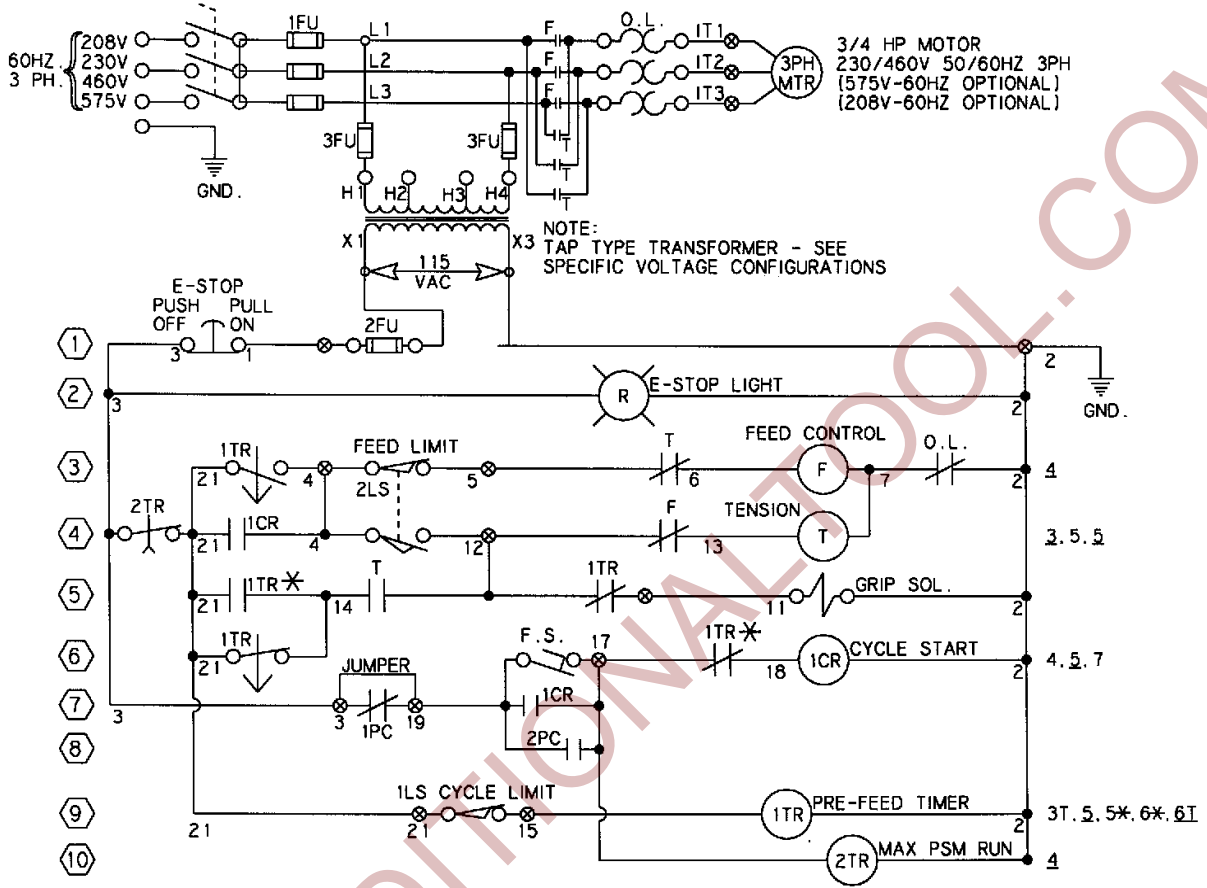 1FU
L1
F
O.L.
1T1
60HZ.
3 PH.
208V
230V
460V
575V
L2
F
1T2
3PH
MTR
L3
F
1T3
3/4 HP MOTOR
230/460V 50/60HZ 3PH
(575V-60HZ OPTIONAL)
(208V-60HZ OPTIONAL)
3FU
3FU
T
T
T
GND.
H1
H2
H3
H4
X1
X3
NOTE:
TAP TYPE TRANSFORMER - SEE
SPECIFIC VOLTAGE CONFIGURATIONS
115
VAC
E-STOP
PUSH PULL
OFF ON
2FU
1
3
1
2
GND.
2
3
R
E-STOP LIGHT
2
3
1TR
21
4
FEED LIMIT
2LS
5
T
6
FEED CONTROL
F
7
O.L.
2
4
4
2TR
21
1CR
4
12
F
13
TENSION
T
3,5,5
5
21
1TR*
14
T
1TR
11
GRIP SOL.
2
6
21
1TR
F.S.
17
1TR*
18
1CR
CYCLE START
2
4,5,7
7
3
JUMPER
3
1PC
19
1CR
8
2PC
9
21
1LS CYCLE LIMIT
21
15
1TR
PRE-FEED TIMER
2
3T,5,5*,6*,6T
10
2TR
MAX PSM RUN
4
ITIONALTOOL.COM